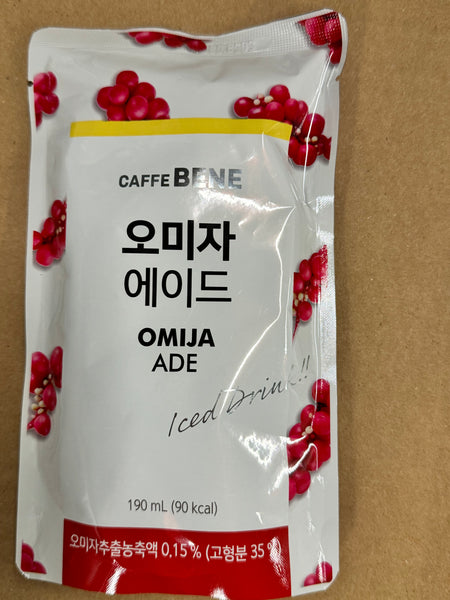 CAFFE BENE
오미자
에이드
OMIJA
ADE
Iced Drink!!
190 mL (90 kcal)
오미자추출농축액 0.15% (고형분 35 %